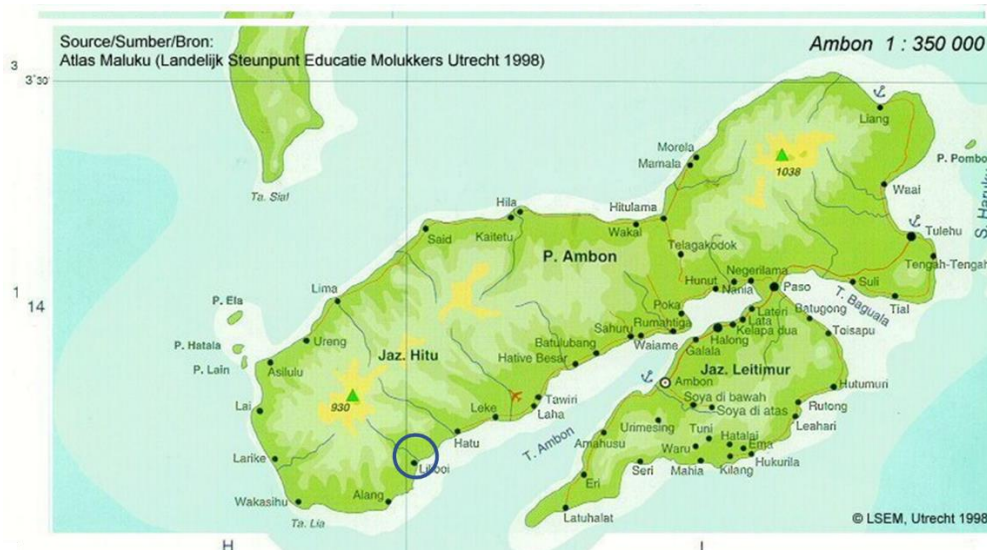 Source/Sumber/Bron:
Atlas Maluku (Landelijk Steunpunt Educatie Molukkers Utrecht 1998)
Ambon 1 : 350 000
3
3°30'
Liang
Morela
Mamala
1038
P. Pombo
Ta. Sial
Waai
S. Haruku
Hila
Kaitetu
Hitulama
Wakal
Said
Tulehu
Telagakodok
P. Ambon
Tengah-Tengah
Negerilama
Hunut
Nania
Paso
Suli
T. Baguala
Tial
1
14
Lima
P. Ela
Poka
Rumahtiga
Lateri
Lata
Batugong
Kelapa dua
Toisapu
Sahuru
Waiame
Halong
Galala
P. Hatala
Ureng
Jaz. Hitu
Batulubang
Hative Besar
P. Lain
Asilulu
Jaz. Leitimur
Ambon
Hutumuri
930
Lai
Tawiri
Laha
Leke
Soya di bawah
Soya di atas
Rutong
Leahari
Hatu
T. Ambon
Urimesing
Amahusu
Tuni
Hatalai
Waru
Ema
Larike
Seri
Mahia
Kilang
Hukurila
Eri
Wakasihu
Alang
Latuhalat
Ta. Lia
© LSEM, Utrecht 1998
H